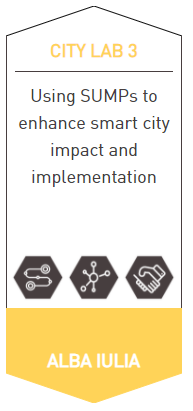 CITY LAB 3
Using SUMPs to
enhance smart city
impact and
implementation
ALBA IULIA